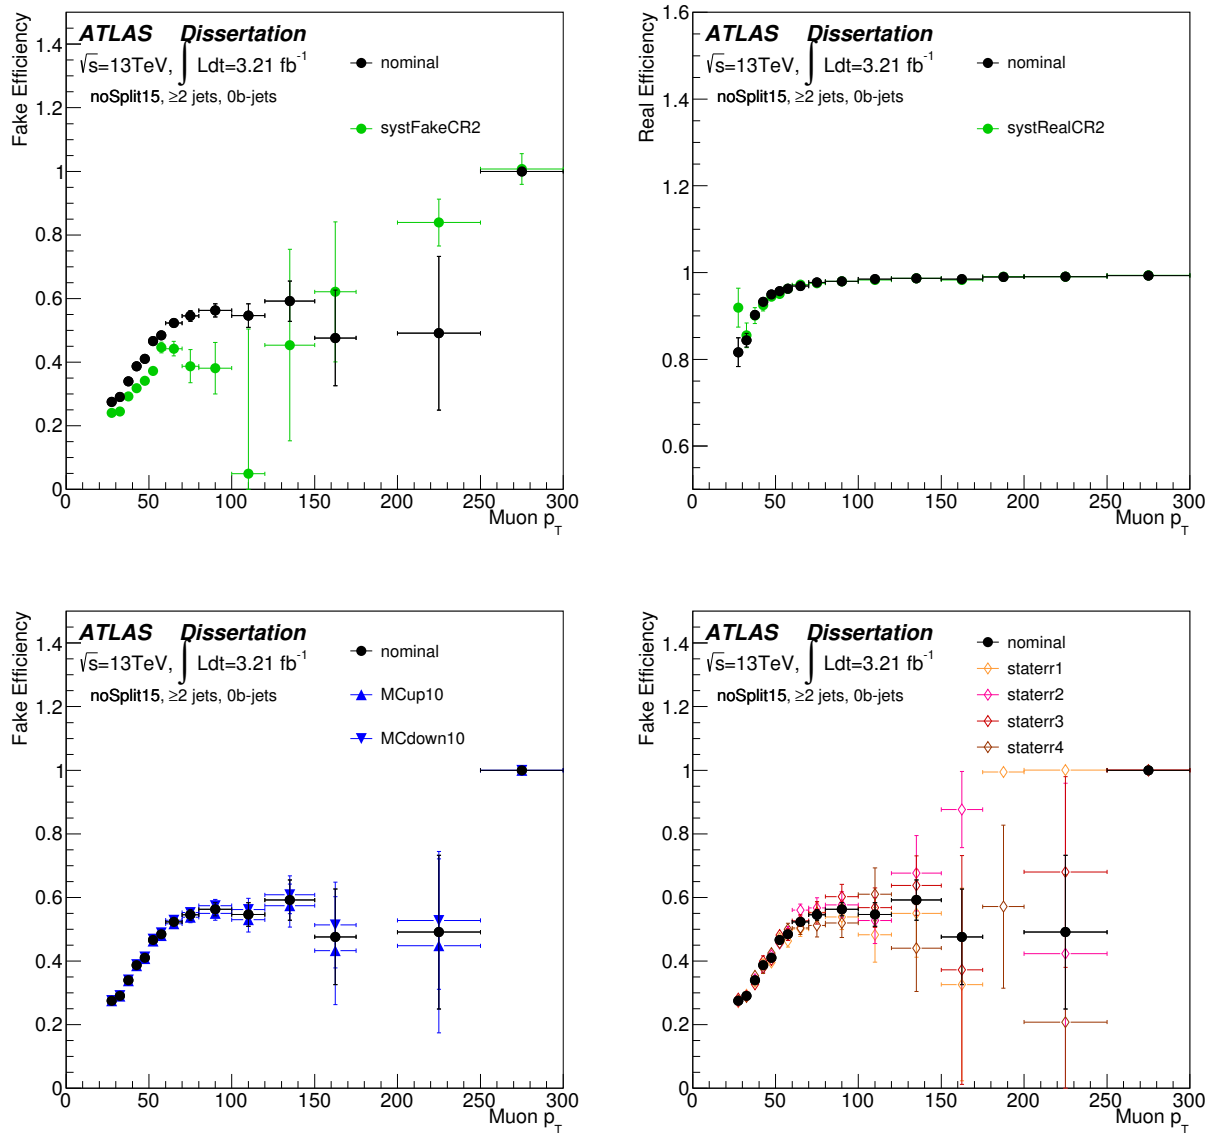 Fake Efficiency
1.4
1.2
1
0.8
0.6
0.4
0.2
0
ATLAS Dissertation
√s=13TeV, ∫ Ldt=3.21 fb⁻¹
noSplit15, ≥2 jets, 0b-jets
nominal
systFakeCR2
0 50 100 150 200 250 300
Muon p_T
Real Efficiency
1.6
1.4
1.2
1
0.8
0.6
ATLAS Dissertation
√s=13TeV, ∫ Ldt=3.21 fb⁻¹
noSplit15, ≥2 jets, 0b-jets
nominal
systRealCR2
0 50 100 150 200 250 300
Muon p_T
Fake Efficiency
1.4
1.2
1
0.8
0.6
0.4
0.2
0
ATLAS Dissertation
√s=13TeV, ∫ Ldt=3.21 fb⁻¹
noSplit15, ≥2 jets, 0b-jets
nominal
MCup10
MCdown10
0 50 100 150 200 250 300
Muon p_T
Fake Efficiency
1.4
1.2
1
0.8
0.6
0.4
0.2
0
ATLAS Dissertation
√s=13TeV, ∫ Ldt=3.21 fb⁻¹
noSplit15, ≥2 jets, 0b-jets
nominal
staterr1
staterr2
staterr3
staterr4
0 50 100 150 200 250 300
Muon p_T